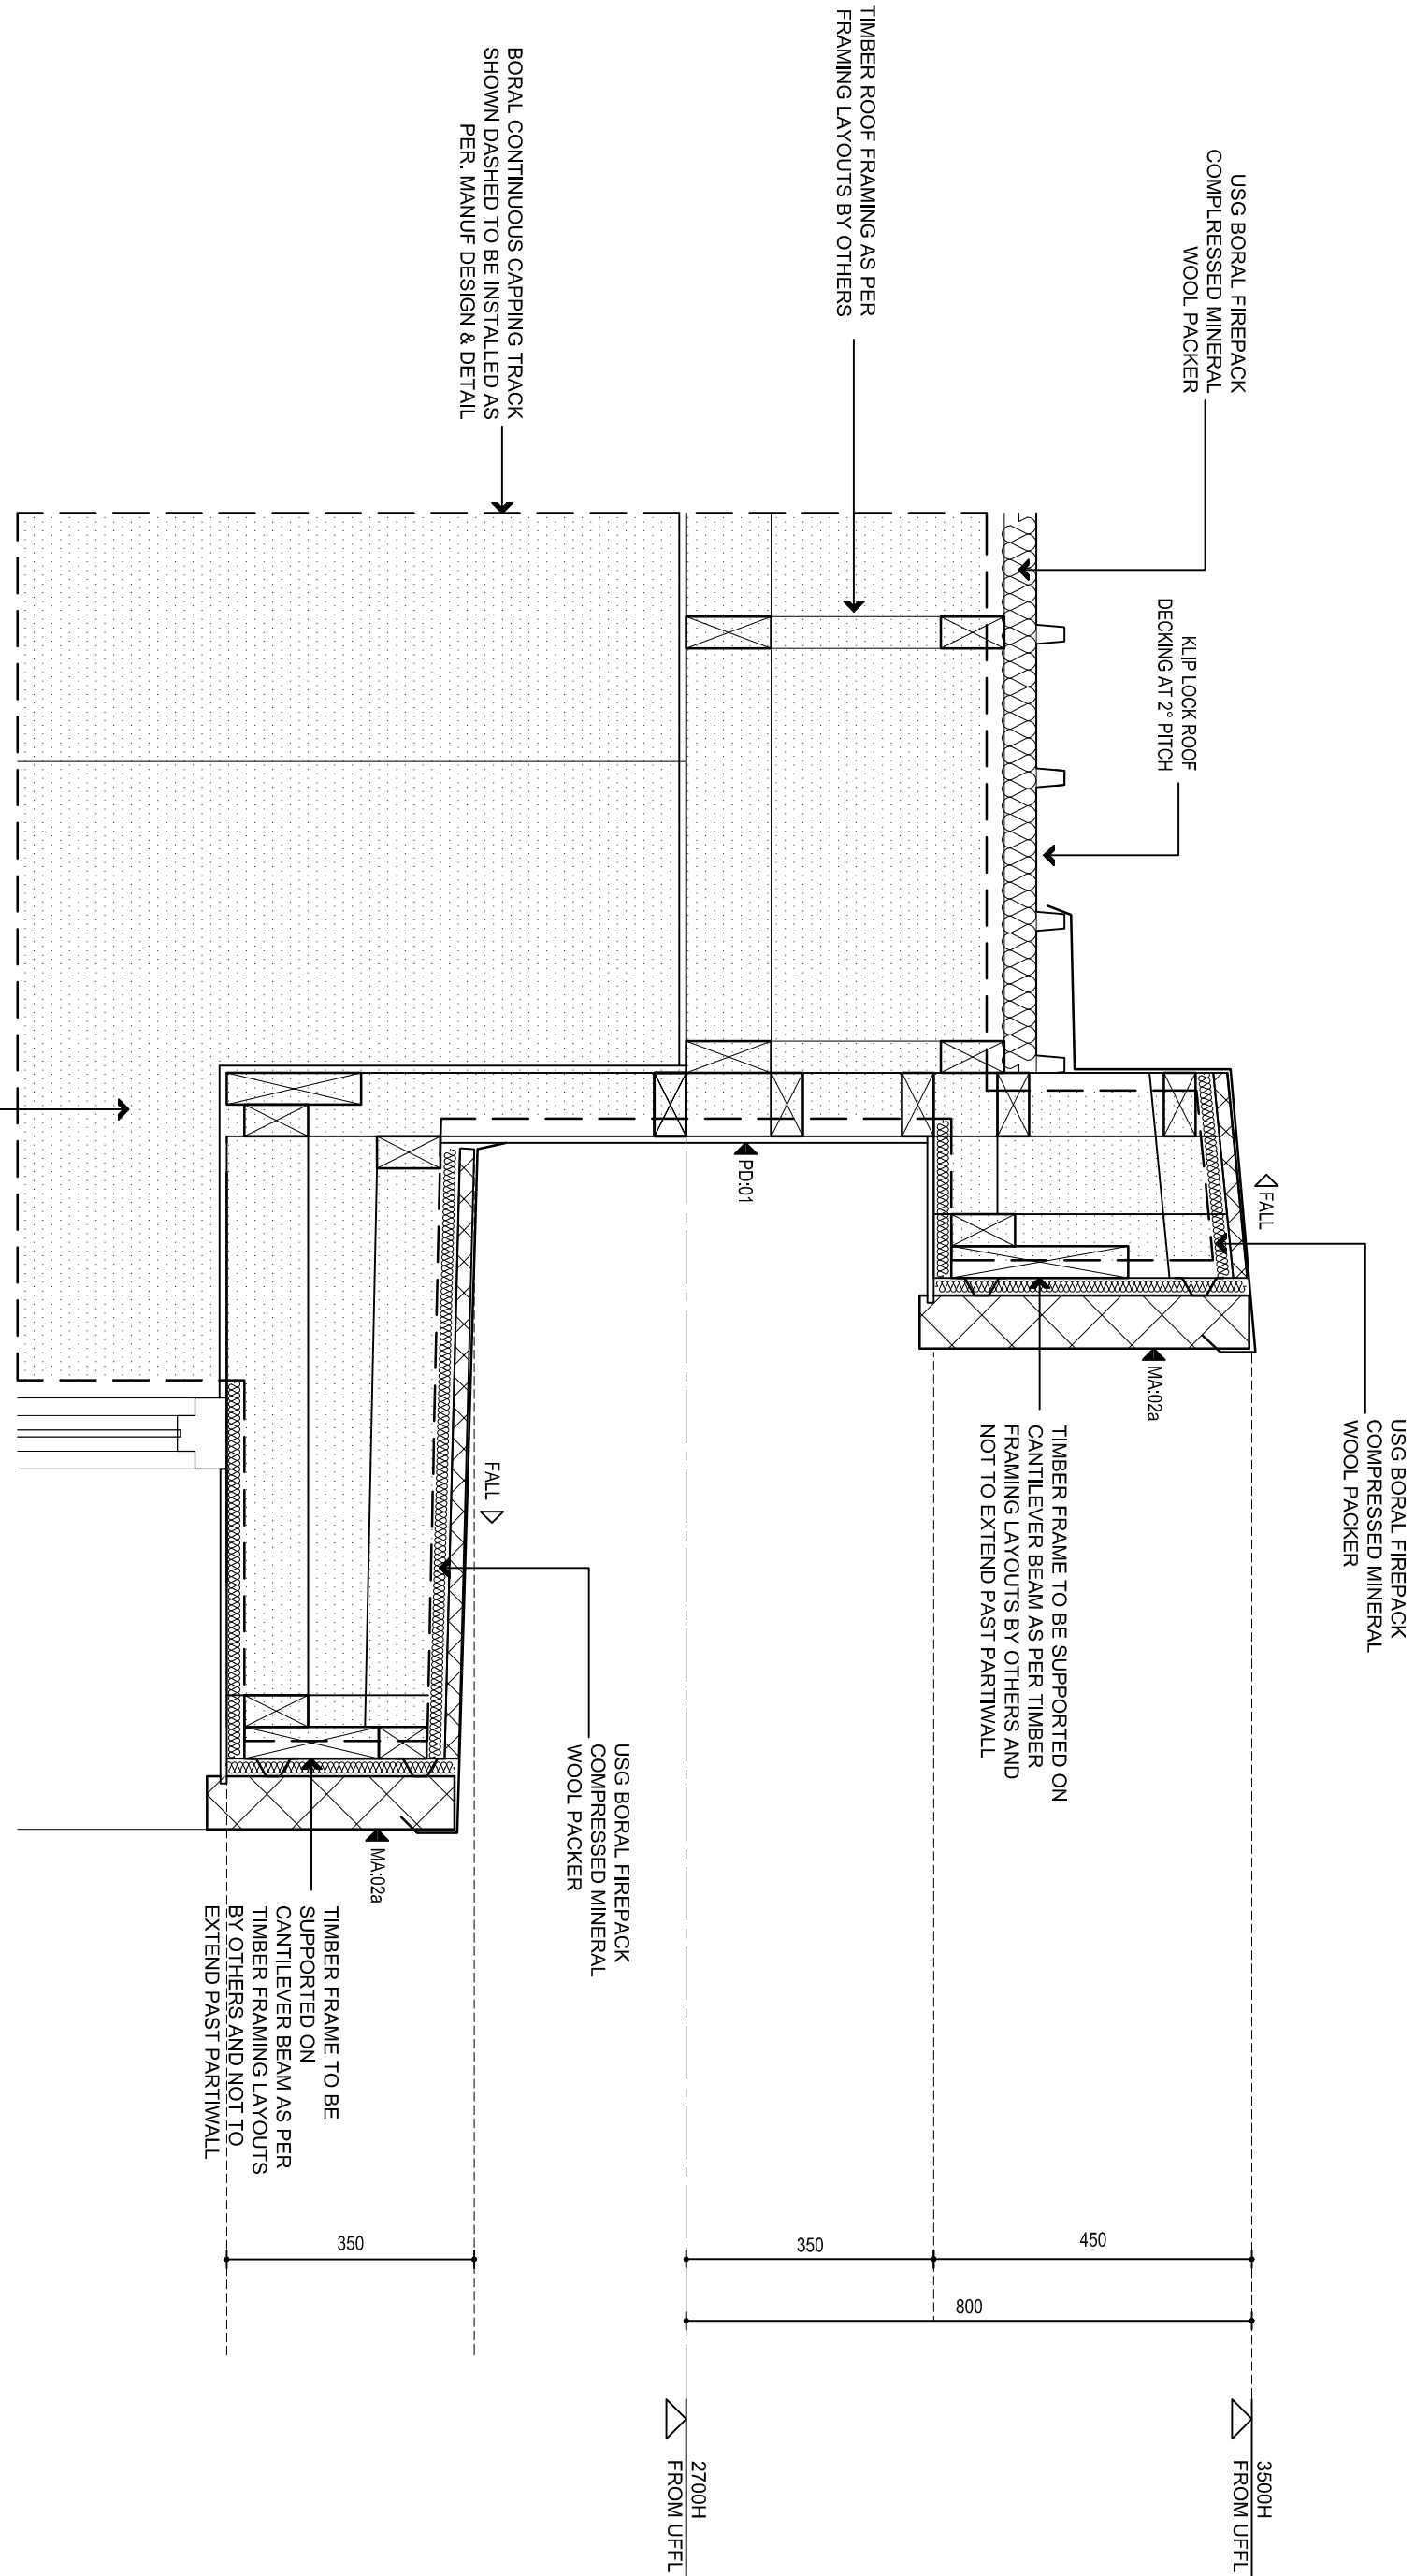 USG BORAL FIREPACK
COMPRESSED MINERAL
WOOL PACKER
USG BORAL FIREPACK
COMPLRESSED MINERAL
WOOL PACKER
KLIP LOCK ROOF
DECKING AT 2° PITCH
FALL
MA:02a
3500H
FROM UFFL
450
TIMBER FRAME TO BE SUPPORTED ON
CANTILEVER BEAM AS PER TIMBER
FRAMING LAYOUTS BY OTHERS AND
NOT TO EXTEND PAST PARTIWALL
800
TIMBER ROOF FRAMING AS PER
FRAMING LAYOUTS BY OTHERS
350
PD:01
2700H
FROM UFFL
USG BORAL FIREPACK
COMPRESSED MINERAL
WOOL PACKER
BORAL CONTINUOUS CAPPING TRACK
SHOWN DASHED TO BE INSTALLED AS
PER. MANUF DESIGN & DETAIL
FALL
MA:02a
350
TIMBER FRAME TO BE
SUPPORTED ON
CANTILEVER BEAM AS PER
TIMBER FRAMING LAYOUTS
BY OTHERS AND NOT TO
EXTEND PAST PARTIWALL